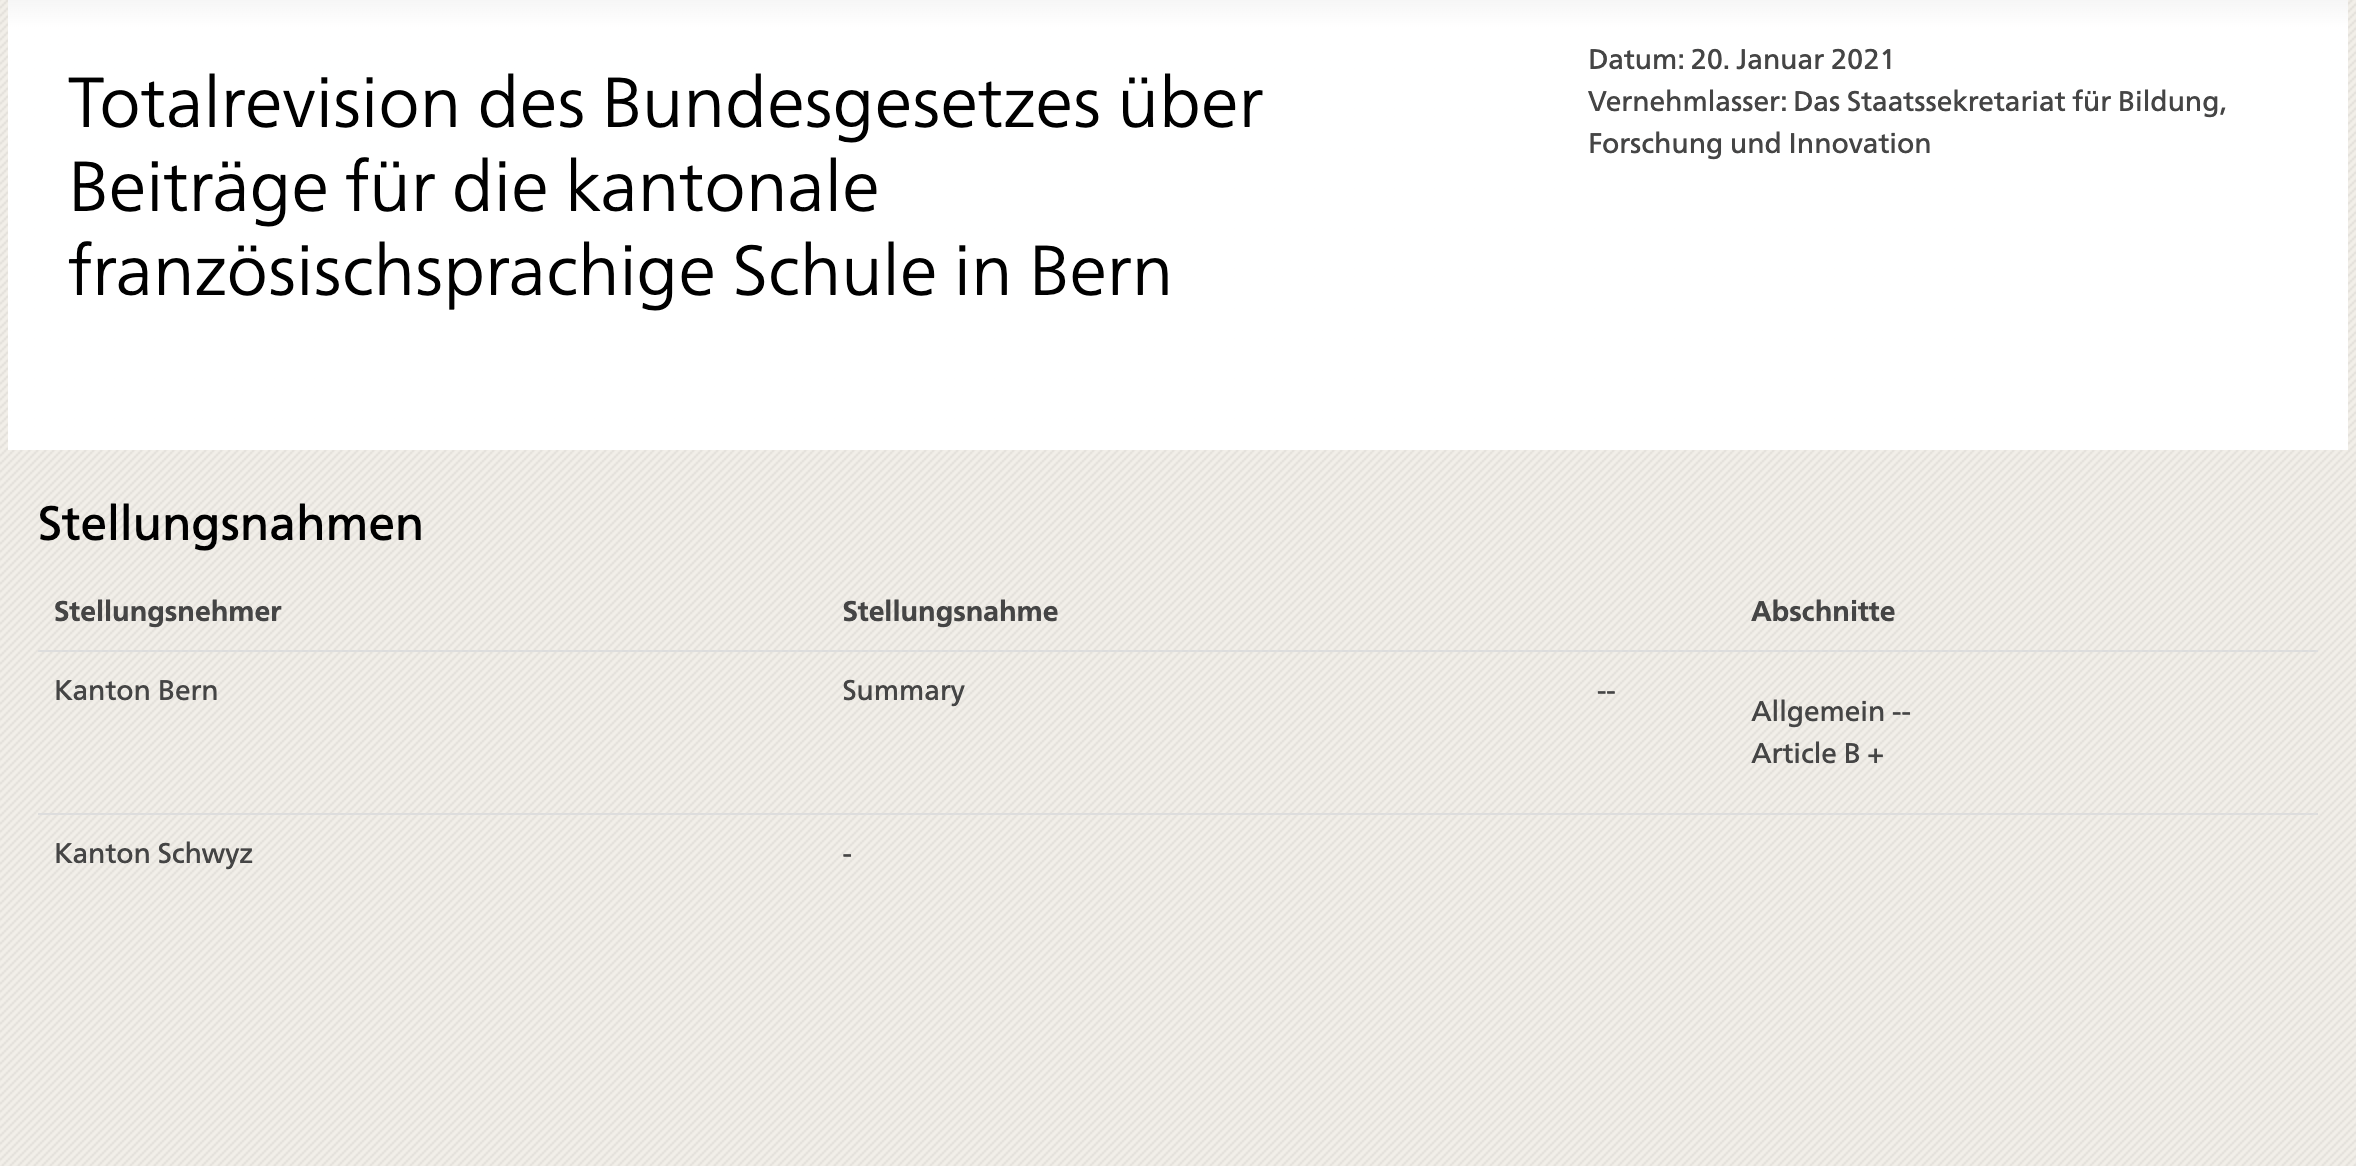 Totalrevision des Bundesgesetzes über
Beiträge für die kantonale
französischsprachige Schule in Bern
Datum: 20. Januar 2021
Vernehmlasser: Das Staatssekretariat für Bildung,
Forschung und Innovation
Stellungsnahmen
Stellungsnehmer Stellungsnahme Abschnitte
Kanton Bern Summary --
Allgemein --
Article B +
Kanton Schwyz -